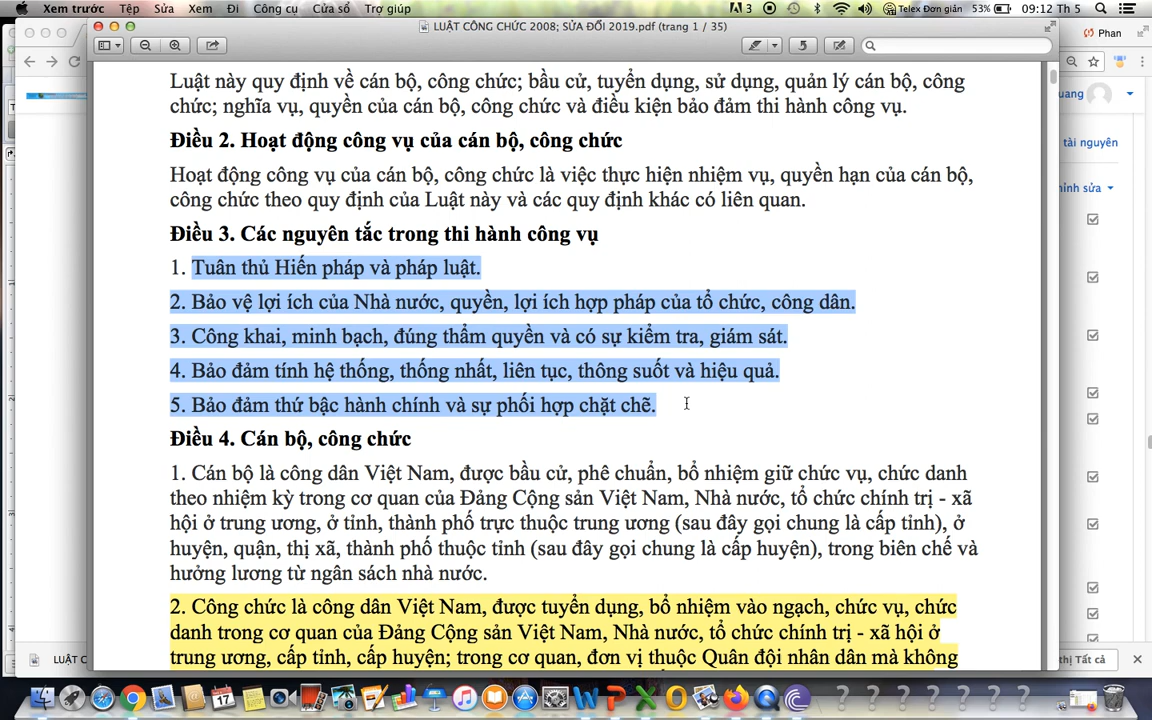 Xem trước Tệp Sửa Xem Đi Công cụ Cửa sổ Trợ giúp 3 Telex Đơn giản 53% 09:12 Th 5
LUẬT CÔNG CHỨC 2008; SỬA ĐỔI 2019.pdf (trang 1 / 35)
Phan
Luật này quy định về cán bộ, công chức; bầu cử, tuyển dụng, sử dụng, quản lý cán bộ, công
chức; nghĩa vụ, quyền của cán bộ, công chức và điều kiện bảo đảm thi hành công vụ.
uang
Điều 2. Hoạt động công vụ của cán bộ, công chức
tài nguyên
Hoạt động công vụ của cán bộ, công chức là việc thực hiện nhiệm vụ, quyền hạn của cán bộ,
công chức theo quy định của Luật này và các quy định khác có liên quan.
hỉnh sửa
Điều 3. Các nguyên tắc trong thi hành công vụ
1. Tuân thủ Hiến pháp và pháp luật.
2. Bảo vệ lợi ích của Nhà nước, quyền, lợi ích hợp pháp của tổ chức, công dân.
3. Công khai, minh bạch, đúng thẩm quyền và có sự kiểm tra, giám sát.
4. Bảo đảm tính hệ thống, thống nhất, liên tục, thông suốt và hiệu quả.
5. Bảo đảm thứ bậc hành chính và sự phối hợp chặt chẽ.
Điều 4. Cán bộ, công chức
1. Cán bộ là công dân Việt Nam, được bầu cử, phê chuẩn, bổ nhiệm giữ chức vụ, chức danh
theo nhiệm kỳ trong cơ quan của Đảng Cộng sản Việt Nam, Nhà nước, tổ chức chính trị - xã
hội ở trung ương, ở tỉnh, thành phố trực thuộc trung ương (sau đây gọi chung là cấp tỉnh), ở
huyện, quận, thị xã, thành phố thuộc tỉnh (sau đây gọi chung là cấp huyện), trong biên chế và
hưởng lương từ ngân sách nhà nước.
2. Công chức là công dân Việt Nam, được tuyển dụng, bổ nhiệm vào ngạch, chức vụ, chức
danh trong cơ quan của Đảng Cộng sản Việt Nam, Nhà nước, tổ chức chính trị - xã hội ở
trung ương, cấp tỉnh, cấp huyện; trong cơ quan, đơn vị thuộc Quân đội nhân dân mà không
LUẬT C
thị Tất cả
17